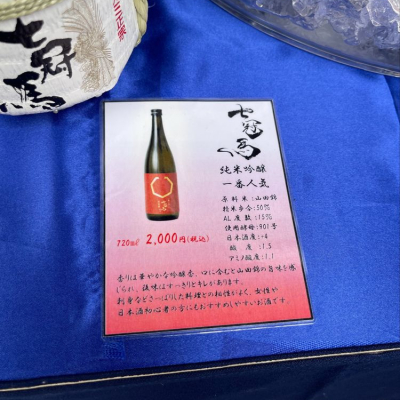 七冠馬
七冠馬
純米吟醸
一番人気
原料米:山田錦
精米歩合:50%
AL度数:15%
使用酵母:901号
日本酒度:+4
酸度:1.5
アミノ酸度:1.1
720ml 2,000円(税込)
香りは華やかな吟醸香、口に含むと山田錦の旨味を感
じられ、後味はすっきりとキレがあります。
刺身などさっぱりした料理との相性がよく、女性や
日本酒初心者の方にもおすすめしやすいお酒です。